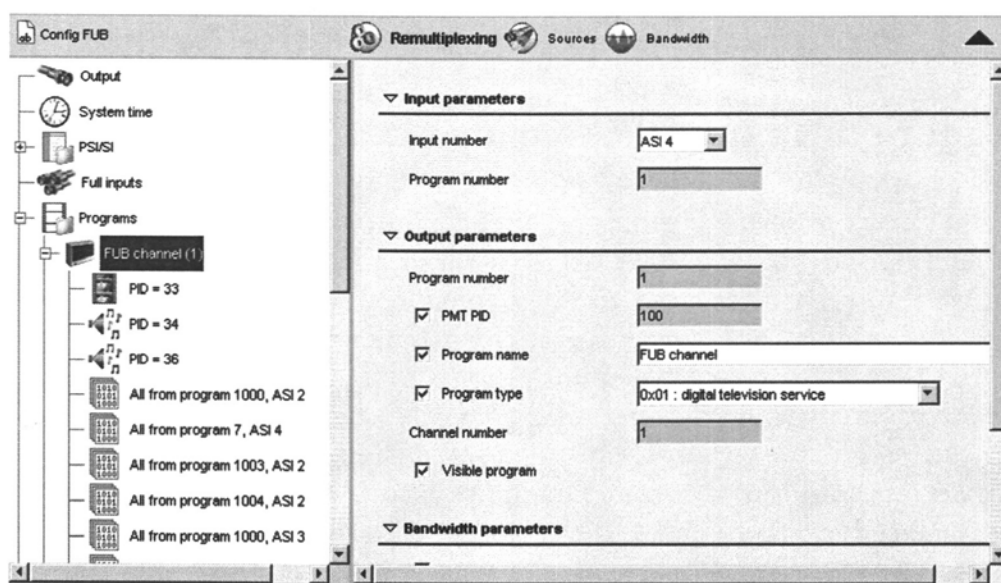 Config FUB
Remultiplexing Sources Bandwidth
Output
System time
PSI/SI
Full inputs
Programs
FUB channel (1)
PID = 33
PID = 34
PID = 36
All from program 1000, ASI 2
All from program 7, ASI 4
All from program 1003, ASI 2
All from program 1004, ASI 2
All from program 1000, ASI 3
Input parameters
Input number ASI 4
Program number 1
Output parameters
Program number 1
PMT PID 100
Program name FUB channel
Program type 0x01 : digital television service
Channel number 1
Visible program
Bandwidth parameters